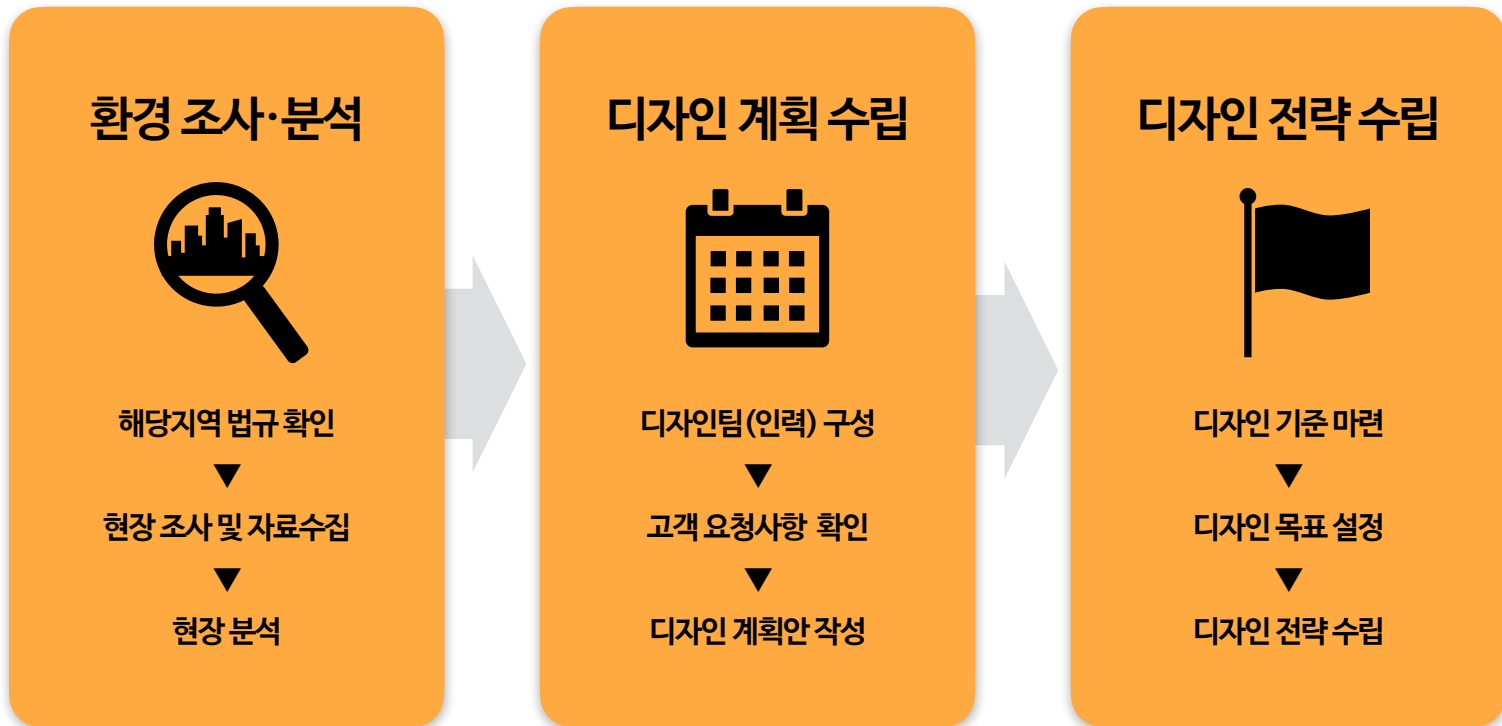 환경 조사·분석
해당지역 법규 확인
▼
현장 조사 및 자료수집
▼
현장 분석
디자인 계획 수립
디자인팀(인력) 구성
▼
고객 요청사항 확인
▼
디자인 계획안 작성
디자인 전략 수립
디자인 기준 마련
▼
디자인 목표 설정
▼
디자인 전략 수립